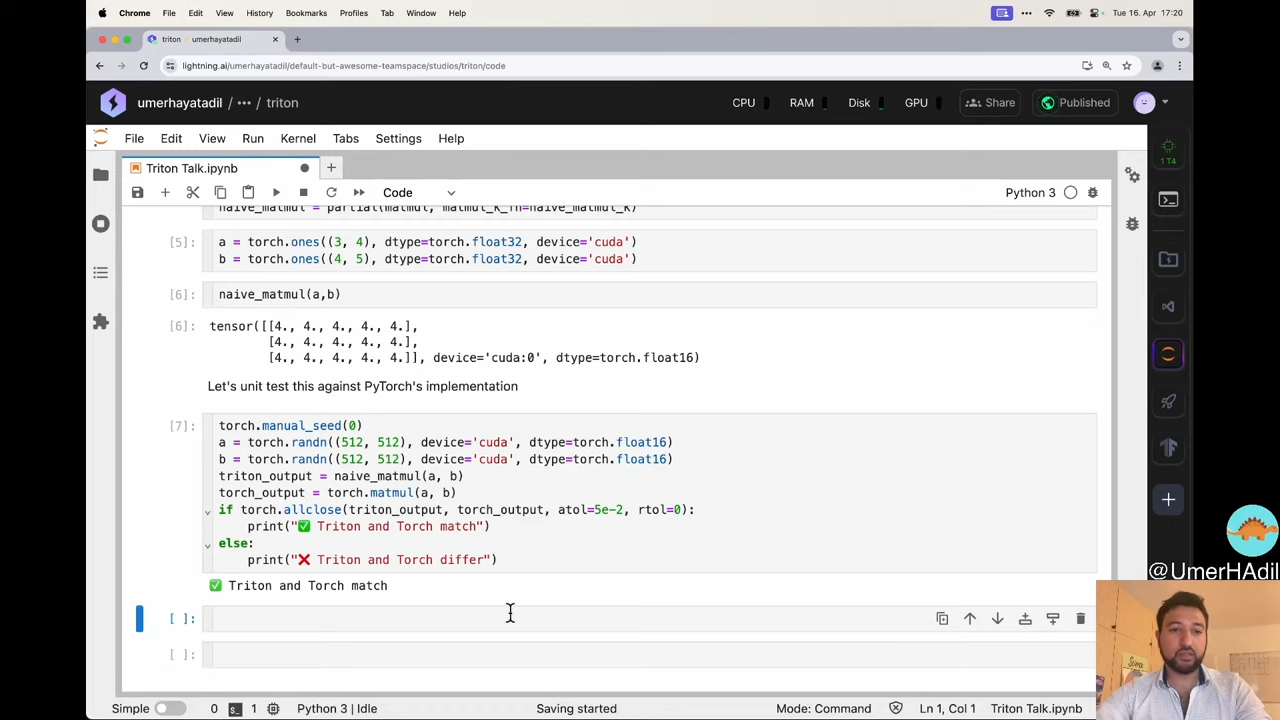 Chrome File Edit View History Bookmarks Profiles Tab Window Help Tue 16. Apr 17:20
triton umerhayatadil
lightning.ai/umerhayatadil/default-but-awesome-teamspace/studios/triton/code
umerhayatadil / ··· / triton CPU RAM Disk GPU Share Published
File Edit View Run Kernel Tabs Settings Help
1 T4
Triton Talk.ipynb
Code Python 3
naive_matmul = partial(matmul, matmul_k_fn=naive_matmul_k)
[5]: a = torch.ones((3, 4), dtype=torch.float32, device='cuda')
b = torch.ones((4, 5), dtype=torch.float32, device='cuda')
[6]: naive_matmul(a,b)
[6]: tensor([[4., 4., 4., 4., 4.],
[4., 4., 4., 4., 4.],
[4., 4., 4., 4., 4.]], device='cuda:0', dtype=torch.float16)
Let's unit test this against PyTorch's implementation
[7]: torch.manual_seed(0)
a = torch.randn((512, 512), device='cuda', dtype=torch.float16)
b = torch.randn((512, 512), device='cuda', dtype=torch.float16)
triton_output = naive_matmul(a, b)
torch_output = torch.matmul(a, b)
if torch.allclose(triton_output, torch_output, atol=5e-2, rtol=0):
print("✅ Triton and Torch match")
else:
print("❌ Triton and Torch differ")
✅ Triton and Torch match
[ ]:
[ ]:
@UmerHAdil
Simple 0 1 Python 3 | Idle Saving started Mode: Command Ln 1, Col 1 Triton Talk.ipynb